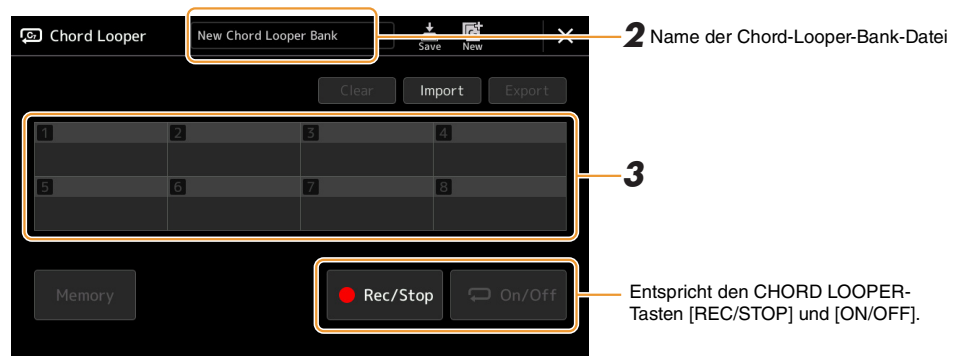 Chord Looper
New Chord Looper Bank
Save
New
2 Name der Chord-Looper-Bank-Datei
Clear
Import
Export
1
2
3
4
3
5
6
7
8
Memory
Rec/Stop
On/Off
Entspricht den CHORD LOOPER-
Tasten [REC/STOP] und [ON/OFF].